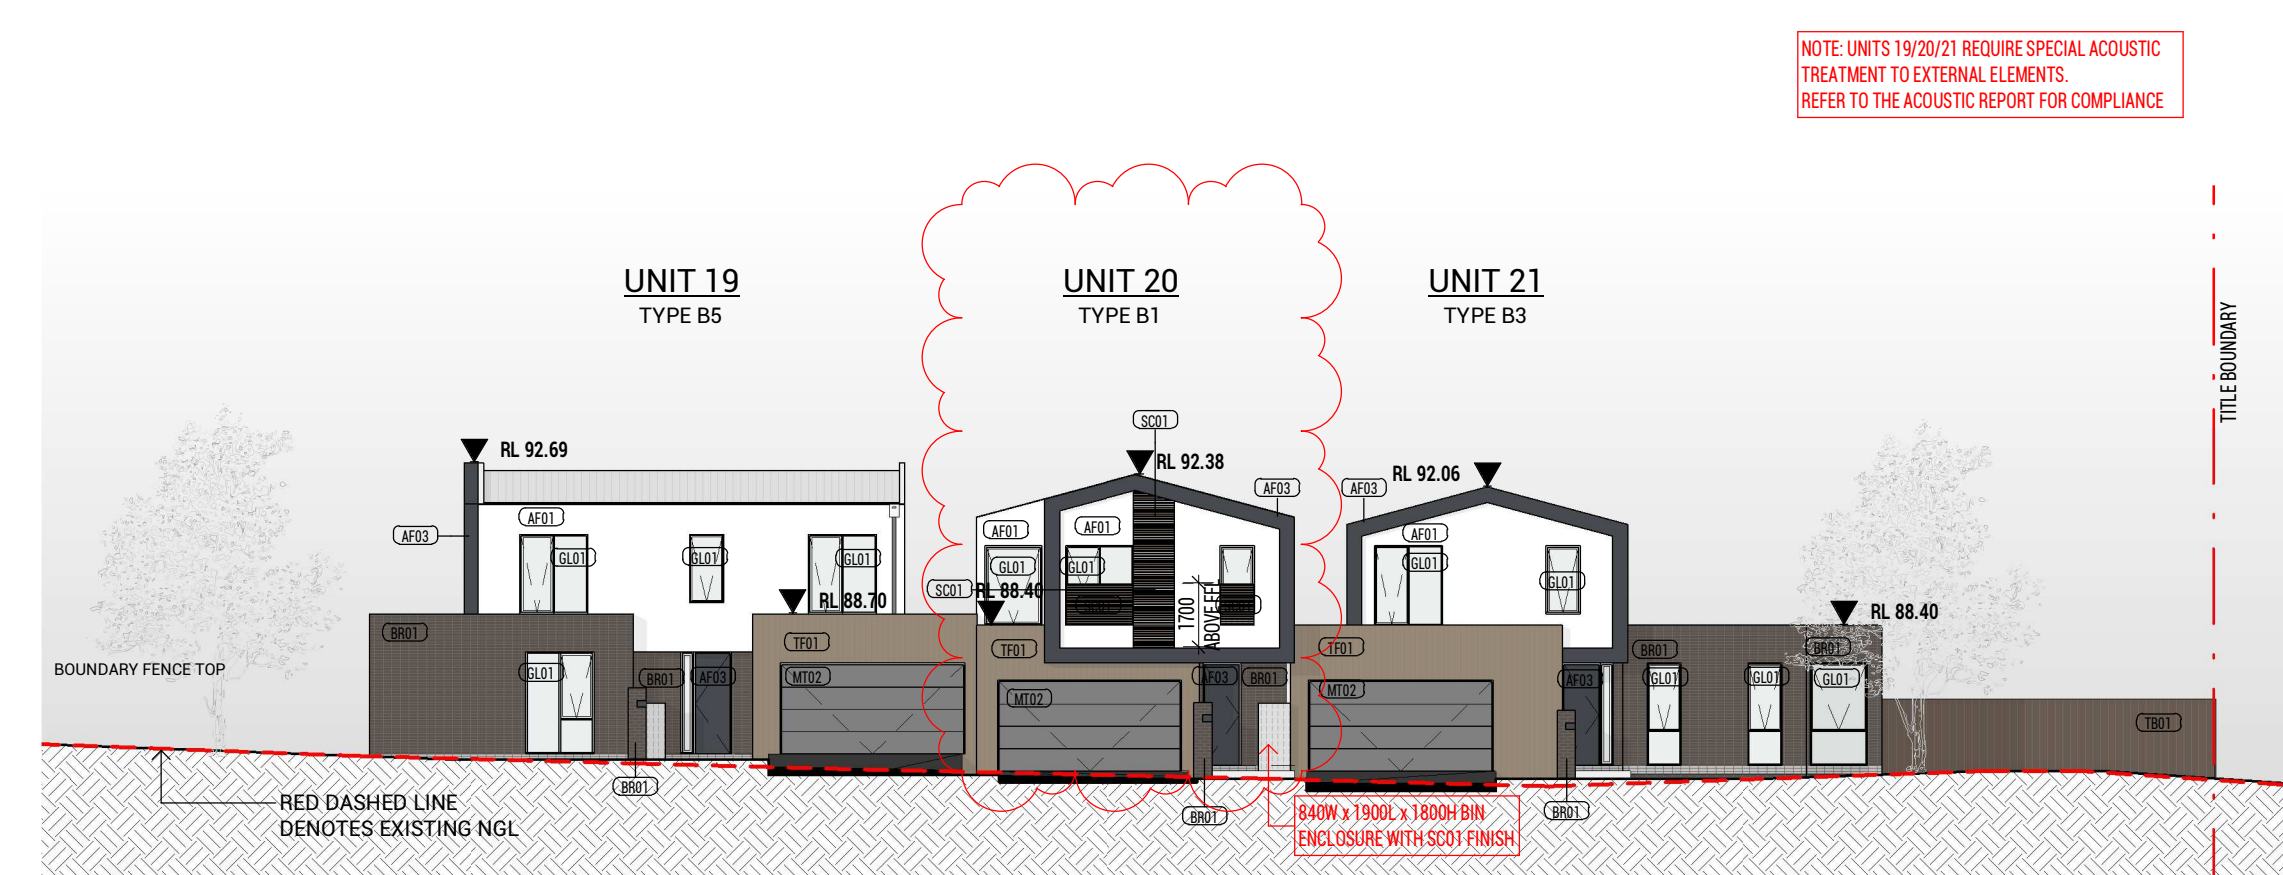 NOTE: UNITS 19/20/21 REQUIRE SPECIAL ACOUSTIC
TREATMENT TO EXTERNAL ELEMENTS.
REFER TO THE ACOUSTIC REPORT FOR COMPLIANCE
UNIT 19
TYPE B5
UNIT 20
TYPE B1
UNIT 21
TYPE B3
TITLE BOUNDARY
SC01
RL 92.69
RL 92.38
RL 92.06
AF03
AF03
AF01
AF03
AF01
AF01
AF01
GL01
GL01
GL01
GL01
GL01
GL01
GL01
SC01
RL 88.40
RL 88.70
1700
ABOVE FFL
RL 88.40
BR01
TF01
TF01
TF01
BR01
BR01
BOUNDARY FENCE TOP
GL01
BR01
AF03
MT02
MT02
AF03
BR01
MT02
AF03
GL01
GL01
GL01
TB01
BR01
BR01
BR01
RED DASHED LINE
DENOTES EXISTING NGL
840W x 1900L x 1800H BIN
ENCLOSURE WITH SC01 FINISH